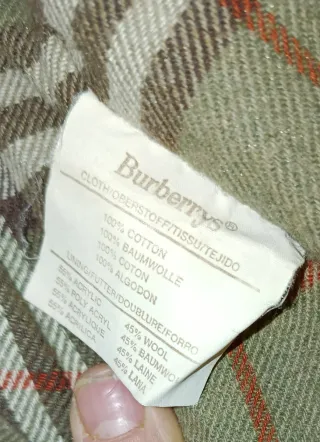 Burberrys®
CLOTH/OBERSTOFF/TISSU/TEJIDO
100% COTTON
100% BAUMWOLLE
100% COTON
100% ALGODON
LINING/FUTTER/DOUBLURE/FORRO
55% ACRYLIC 45% WOOL
55% POLY ACRYL 45% BAUMWO
55% ACRYLIQUE 45% LAINE
55% ACRILICA 45% LANA